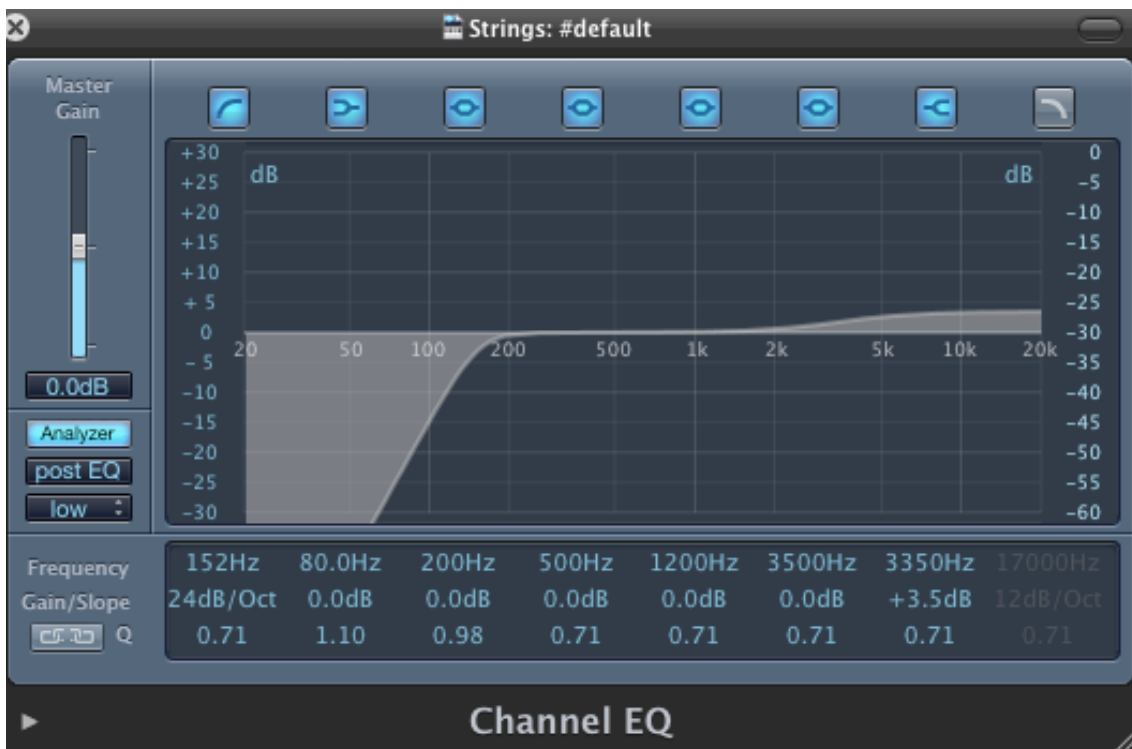 Strings: #default
Master
Gain
0.0dB
Analyzer
post EQ
low
+30
+25
+20
+15
+10
+ 5
0
- 5
-10
-15
-20
-25
-30
dB
dB
20 50 100 200 500 1k 2k 5k 10k 20k
0
-5
-10
-15
-20
-25
-30
-35
-40
-45
-50
-55
-60
Frequency 152Hz 80.0Hz 200Hz 500Hz 1200Hz 3500Hz 3350Hz 17000Hz
Gain/Slope 24dB/Oct 0.0dB 0.0dB 0.0dB 0.0dB 0.0dB +3.5dB 12dB/Oct
Q 0.71 1.10 0.98 0.71 0.71 0.71 0.71 0.71
Channel EQ